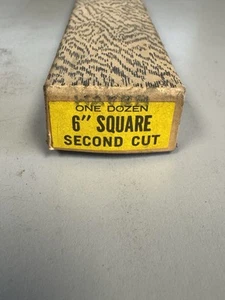 ONE DOZEN
6" SQUARE
SECOND CUT